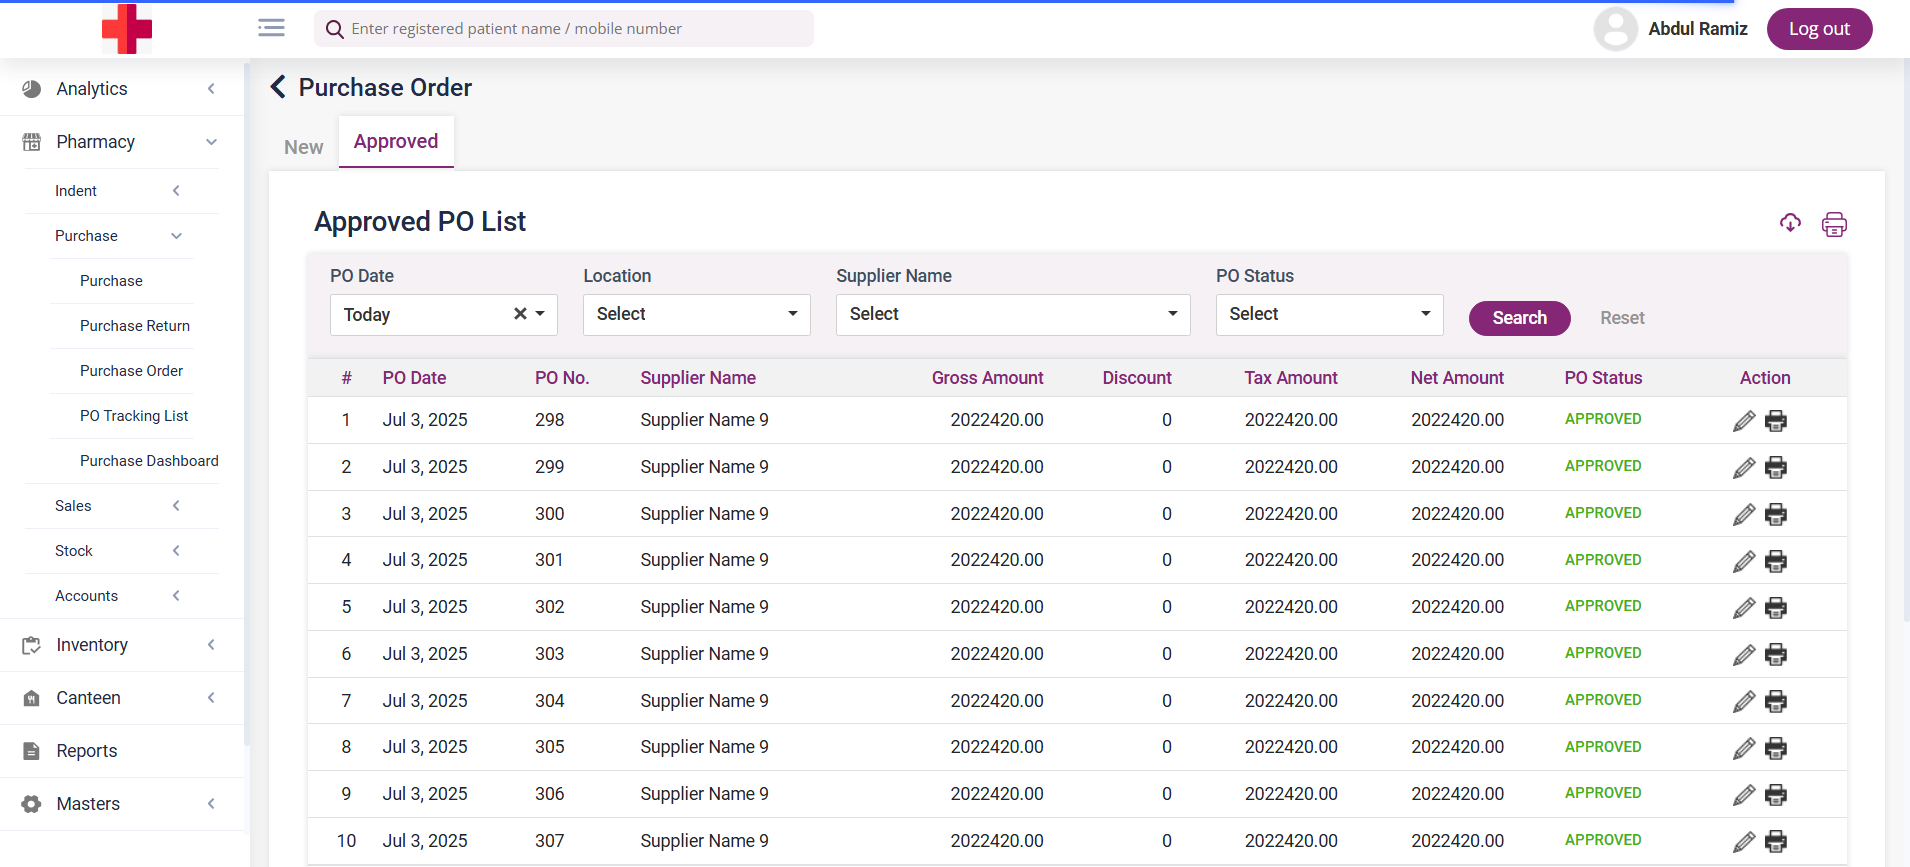 Enter registered patient name / mobile number
Abdul Ramiz
Log out
Analytics
Pharmacy
Indent
Purchase
Purchase
Purchase Return
Purchase Order
PO Tracking List
Purchase Dashboard
Sales
Stock
Accounts
Inventory
Canteen
Reports
Masters
Purchase Order
New Approved
Approved PO List
PO Date Location Supplier Name PO Status
Today Select Select Select Search Reset
# PO Date PO No. Supplier Name Gross Amount Discount Tax Amount Net Amount PO Status Action
1 Jul 3, 2025 298 Supplier Name 9 2022420.00 0 2022420.00 2022420.00 APPROVED
2 Jul 3, 2025 299 Supplier Name 9 2022420.00 0 2022420.00 2022420.00 APPROVED
3 Jul 3, 2025 300 Supplier Name 9 2022420.00 0 2022420.00 2022420.00 APPROVED
4 Jul 3, 2025 301 Supplier Name 9 2022420.00 0 2022420.00 2022420.00 APPROVED
5 Jul 3, 2025 302 Supplier Name 9 2022420.00 0 2022420.00 2022420.00 APPROVED
6 Jul 3, 2025 303 Supplier Name 9 2022420.00 0 2022420.00 2022420.00 APPROVED
7 Jul 3, 2025 304 Supplier Name 9 2022420.00 0 2022420.00 2022420.00 APPROVED
8 Jul 3, 2025 305 Supplier Name 9 2022420.00 0 2022420.00 2022420.00 APPROVED
9 Jul 3, 2025 306 Supplier Name 9 2022420.00 0 2022420.00 2022420.00 APPROVED
10 Jul 3, 2025 307 Supplier Name 9 2022420.00 0 2022420.00 2022420.00 APPROVED